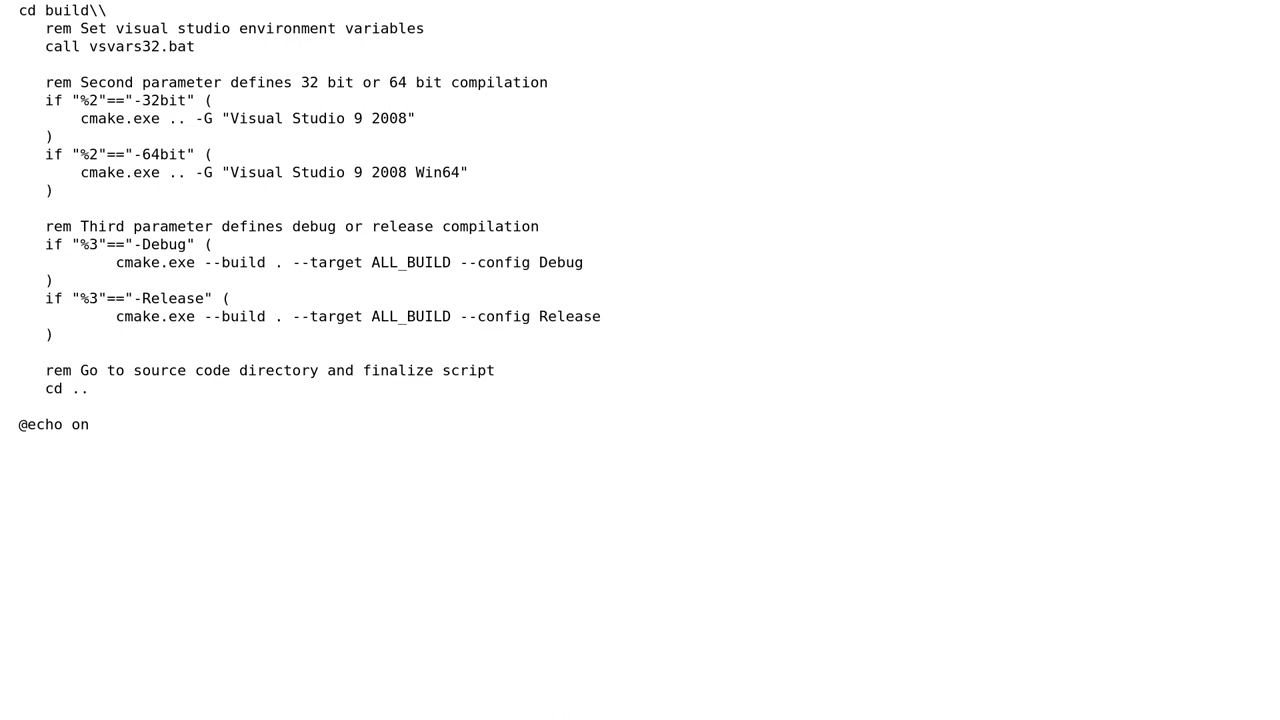 cd build\\
rem Set visual studio environment variables
call vsvars32.bat
rem Second parameter defines 32 bit or 64 bit compilation
if "%2"=="-32bit" (
cmake.exe .. -G "Visual Studio 9 2008"
)
if "%2"=="-64bit" (
cmake.exe .. -G "Visual Studio 9 2008 Win64"
)
rem Third parameter defines debug or release compilation
if "%3"=="-Debug" (
cmake.exe --build . --target ALL_BUILD --config Debug
)
if "%3"=="-Release" (
cmake.exe --build . --target ALL_BUILD --config Release
)
rem Go to source code directory and finalize script
cd ..
@echo on